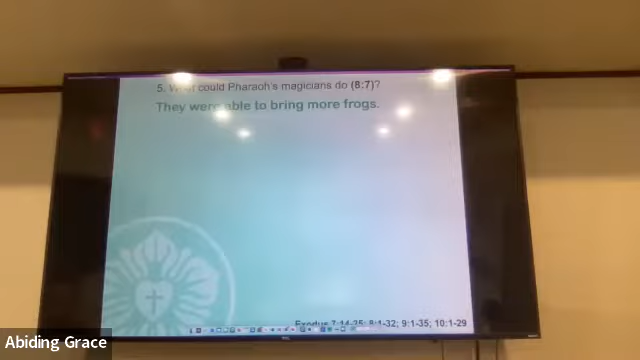 5. What could Pharaoh's magicians do (8:7)?
They were able to bring more frogs.
Exodus 7:14-25; 8:1-32; 9:1-35; 10:1-29
TCL
Abiding Grace